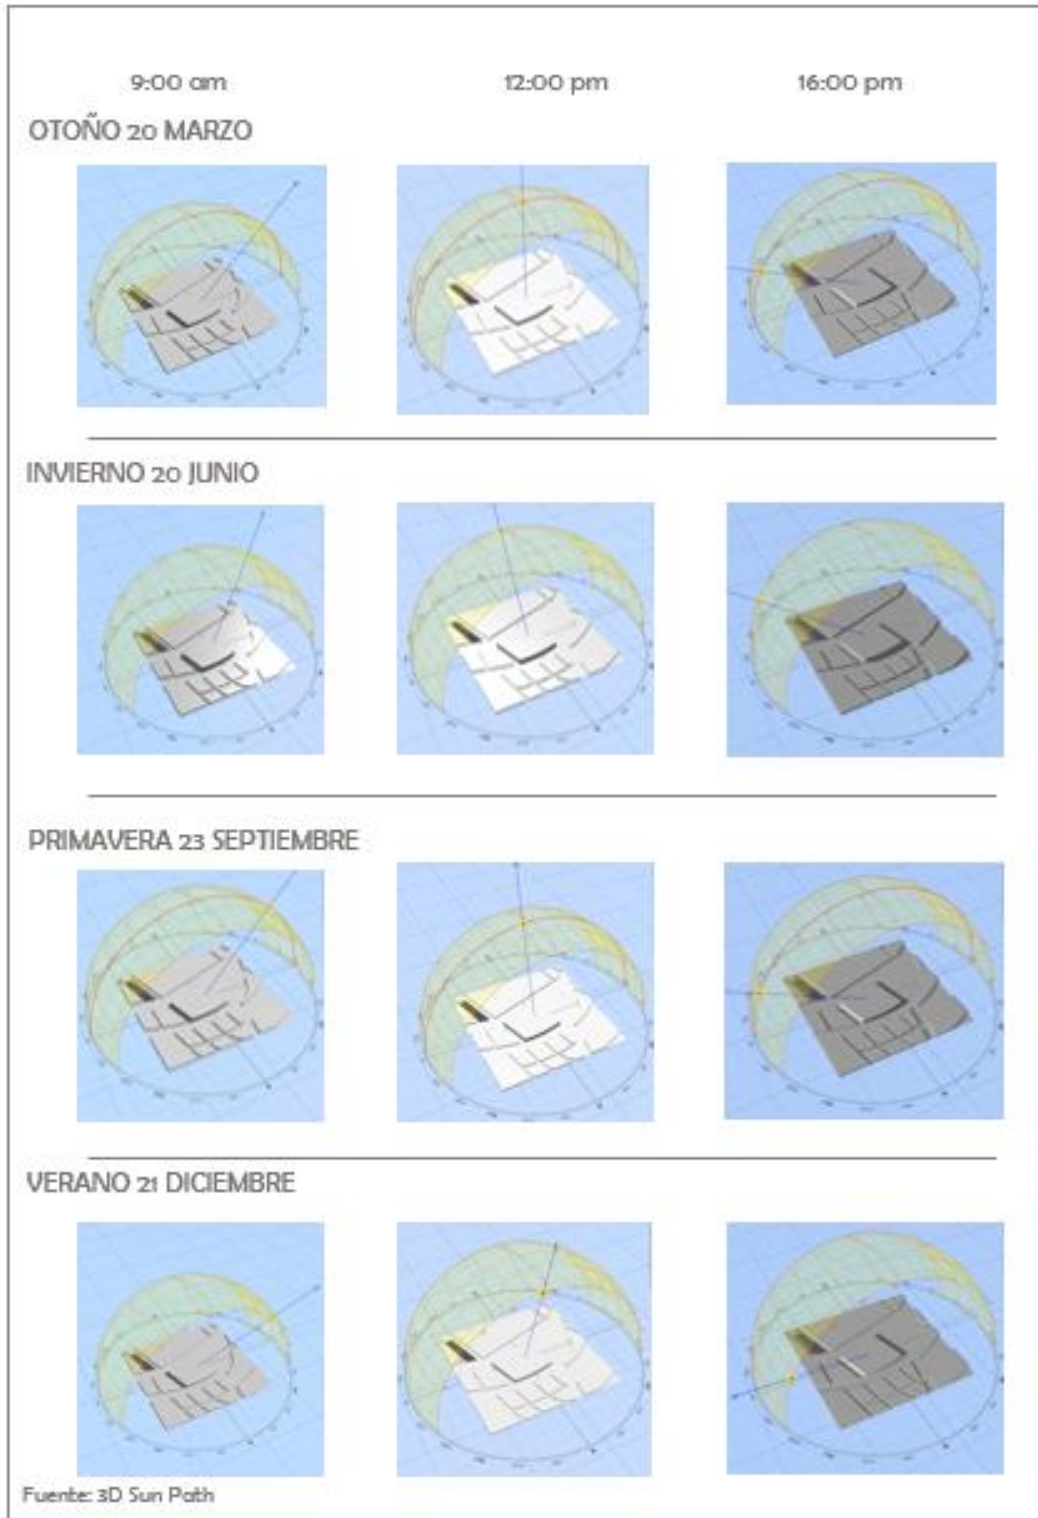 9:00 am
12:00 pm
16:00 pm
OTOÑO 20 MARZO
INVIERNO 20 JUNIO
PRIMAVERA 23 SEPTIEMBRE
VERANO 21 DICIEMBRE
Fuente: 3D Sun Path